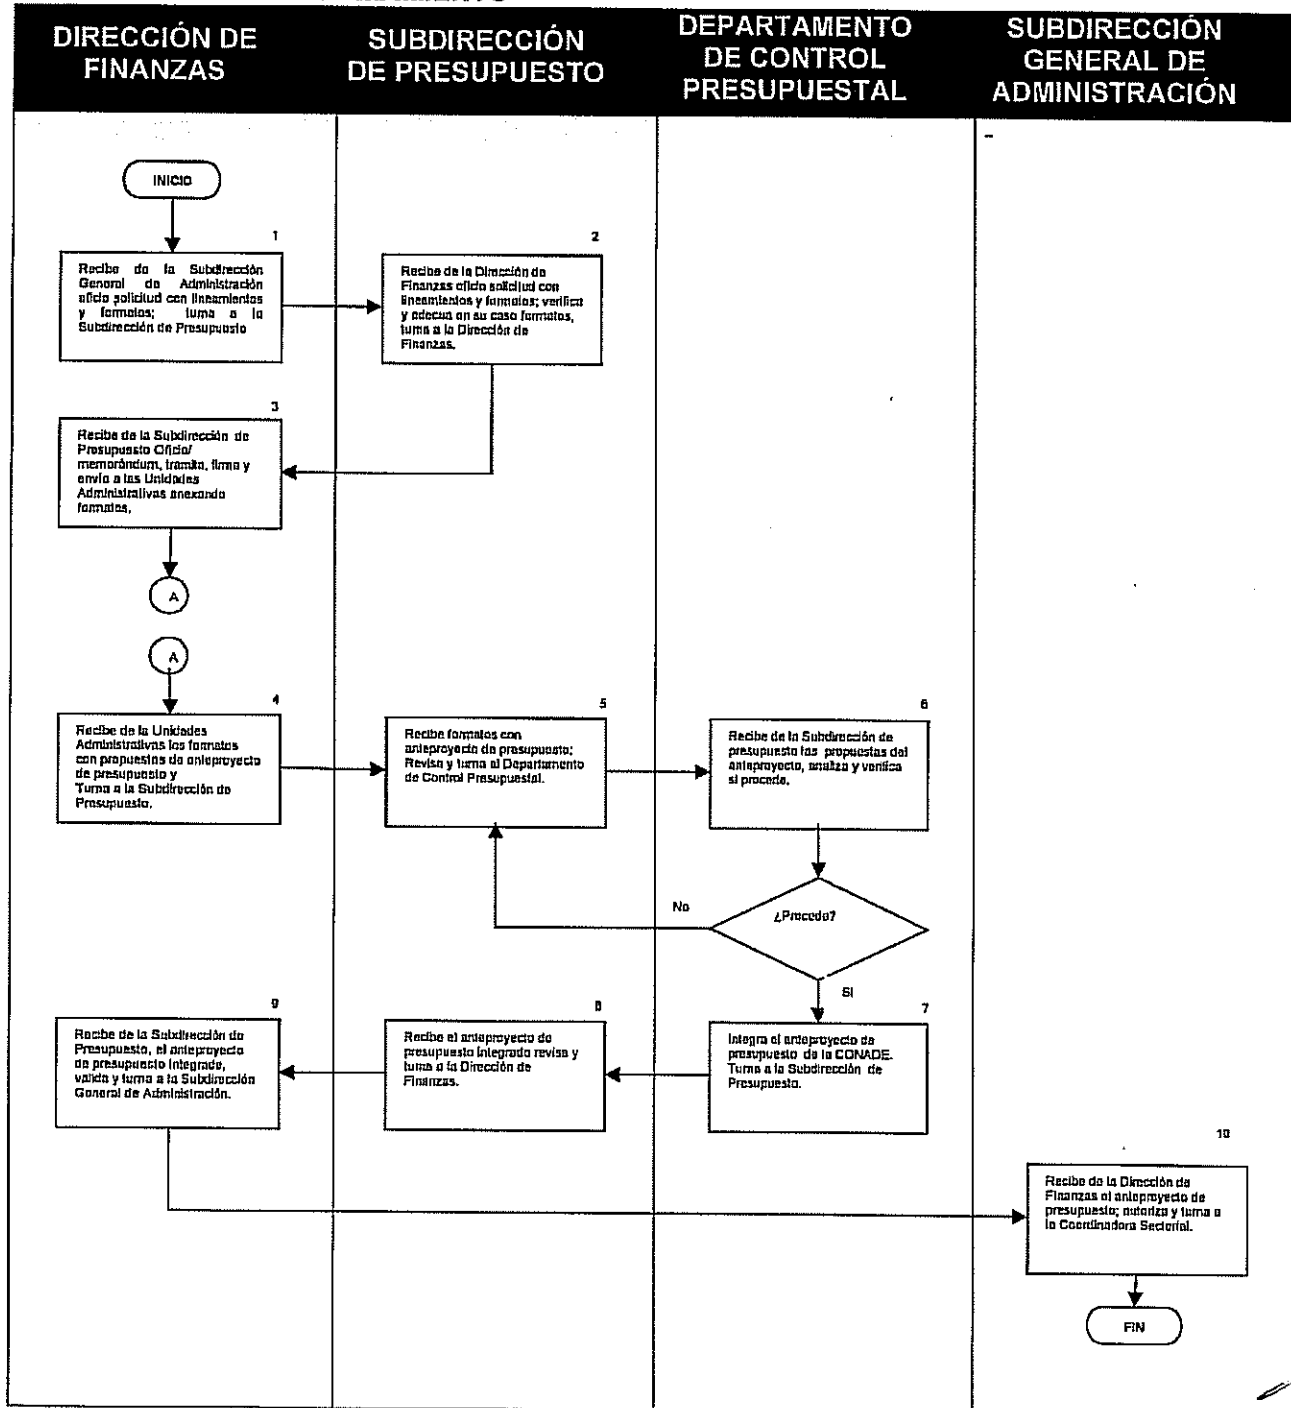 DIRECCIÓN DE
FINANZAS
SUBDIRECCIÓN
DE PRESUPUESTO
DEPARTAMENTO
DE CONTROL
PRESUPUESTAL
SUBDIRECCIÓN
GENERAL DE
ADMINISTRACIÓN
INICIO
1
Recibe de la Subdirección
General de Administración
oficio solicitud con lineamientos
y formatos; turna a la
Subdirección de Presupuesto
2
Recibe de la Dirección de
Finanzas oficio solicitud con
lineamientos y formatos; verifica
y adecua en su caso formatos,
turna a la Dirección de
Finanzas.
3
Recibe de la Subdirección de
Presupuesto Oficio/
memorándum, tramita, firma y
envío a las Unidades
Administrativas anexando
formatos.
A
A
4
Recibe de la Unidades
Administrativas los formatos
con propuestas de anteproyecto
de presupuesto y
Turna a la Subdirección de
Presupuesto.
5
Recibe formatos con
anteproyecto de presupuesto;
Revisa y turna al Departamento
de Control Presupuestal.
6
Recibe de la Subdirección de
presupuesto las propuestas del
anteproyecto, analiza y verifica
si procede.
¿Procede?
No
SI
7
Integra el anteproyecto de
presupuesto de la CONADE.
Turna a la Subdirección de
Presupuesto.
8
Recibe el anteproyecto de
presupuesto integrado revisa y
turna a la Dirección de
Finanzas.
9
Recibe de la Subdirección de
Presupuesto, el anteproyecto
de presupuesto integrado,
valida y turna a la Subdirección
General de Administración.
10
Recibe de la Dirección de
Finanzas el anteproyecto de
presupuesto; autoriza y turna a
la Coordinadora Sectorial.
FIN